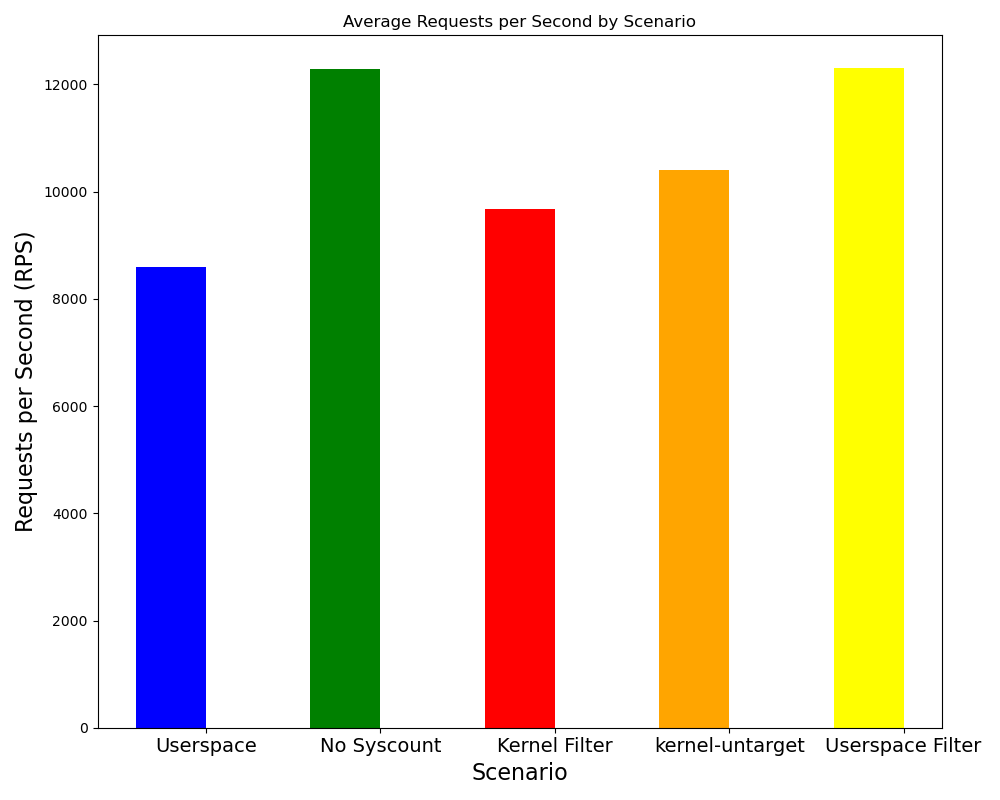 Average Requests per Second by Scenario
Requests per Second (RPS)
12000
10000
8000
6000
4000
2000
0
Userspace
No Syscount
Kernel Filter
kernel-untarget
Userspace Filter
Scenario